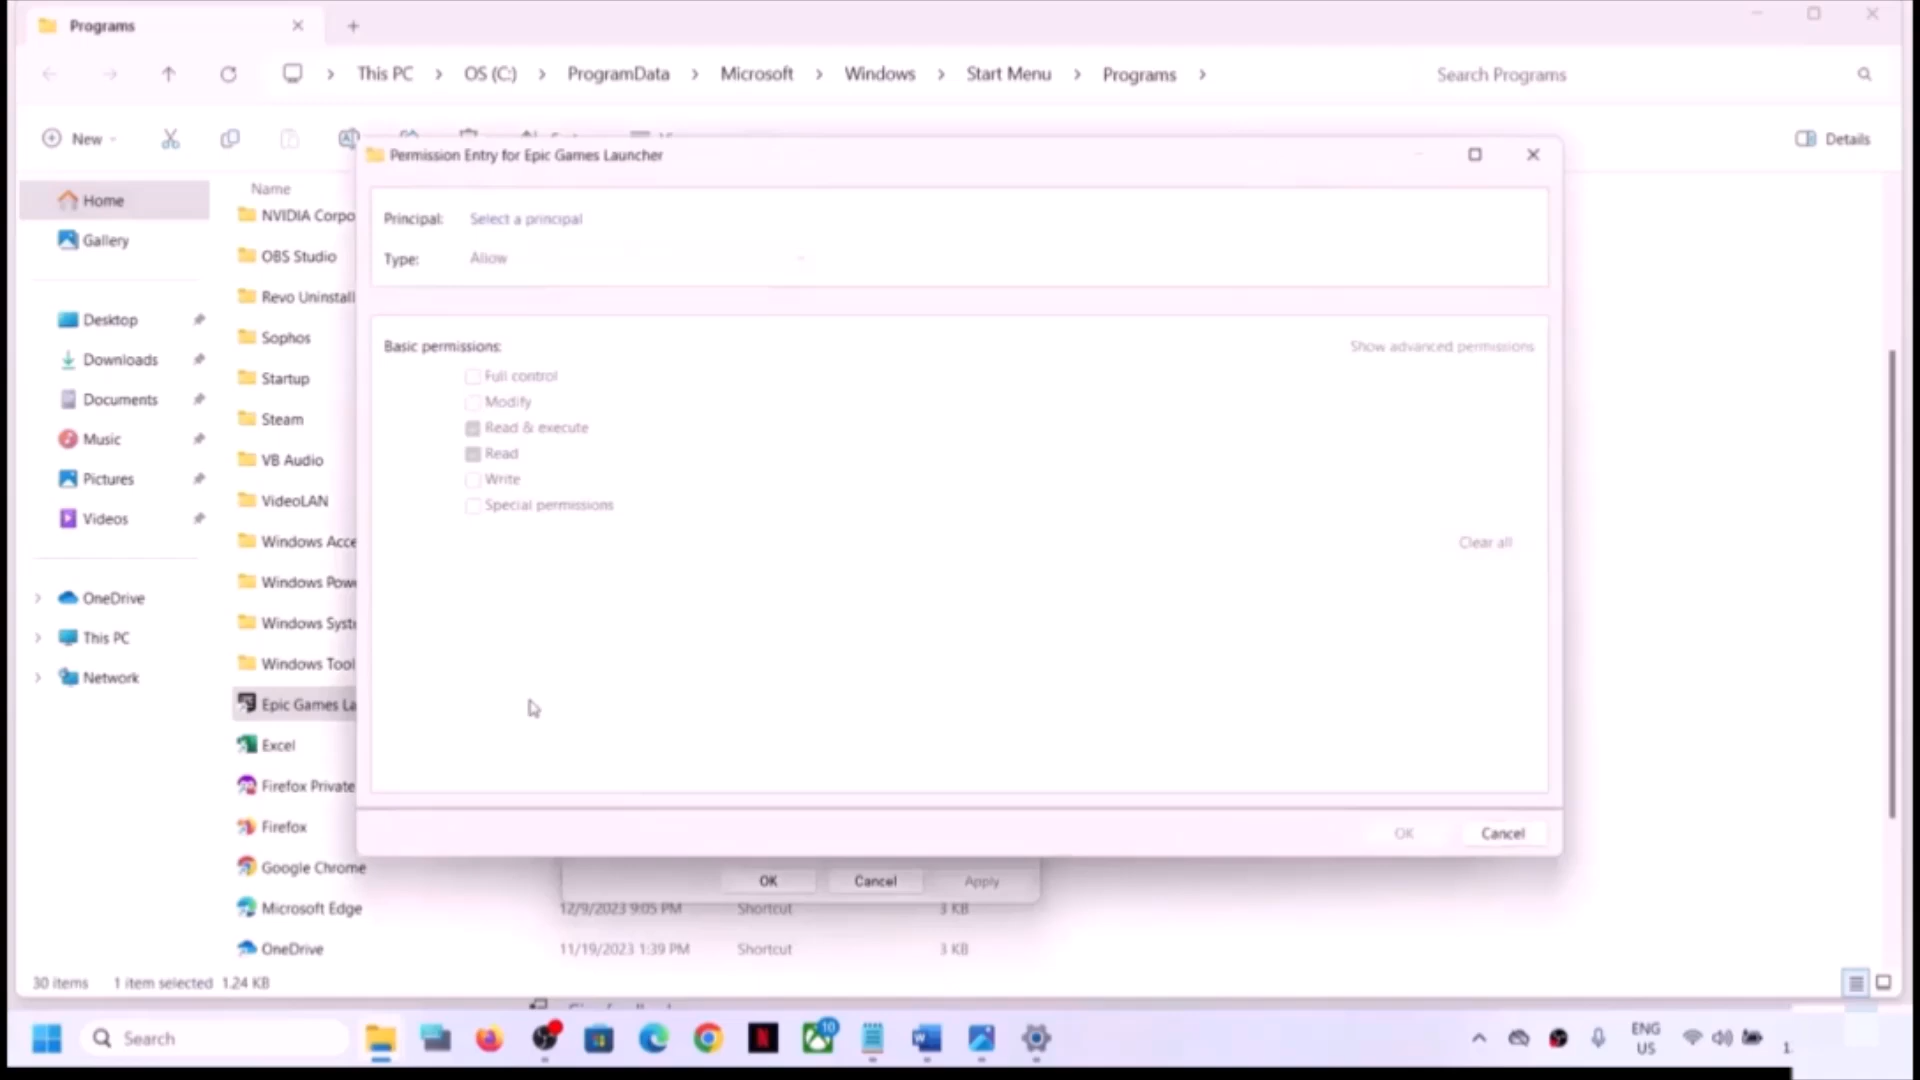 Programs
This PC > OS (C:) > ProgramData > Microsoft > Windows > Start Menu > Programs >
Search Programs
New
Details
Permission Entry for Epic Games Launcher
Principal: Select a principal
Type: Allow
Basic permissions:
Show advanced permissions
Full control
Modify
Read & execute
Read
Write
Special permissions
Clear all
OK
Cancel
Home
Gallery
Desktop
Downloads
Documents
Music
Pictures
Videos
OneDrive
This PC
Network
Name
NVIDIA Corpo
OBS Studio
Revo Uninstall
Sophos
Startup
Steam
VB Audio
VideoLAN
Windows Acce
Windows Powe
Windows Syst
Windows Tool
Epic Games La
Excel
Firefox Private
Firefox
Google Chrome
OK Cancel Apply
Microsoft Edge 12/9/2023 9:05 PM Shortcut 3 KB
OneDrive 11/19/2023 1:39 PM Shortcut 3 KB
30 items 1 item selected 1.24 KB
Search
10
ENG
US